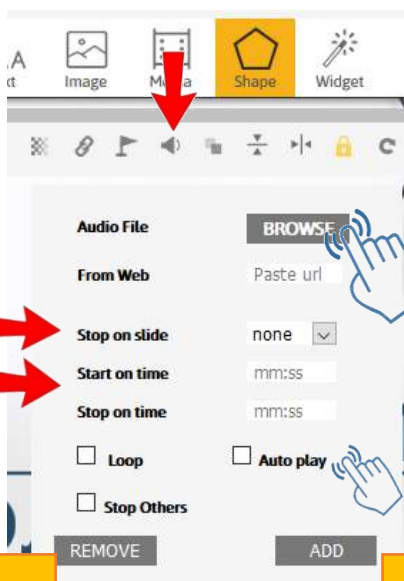 Image Shape Widget
Audio File BROWSE
From Web Paste url
Stop on slide none
Start on time mm:ss
Stop on time mm:ss
Loop Auto play
Stop Others
REMOVE ADD